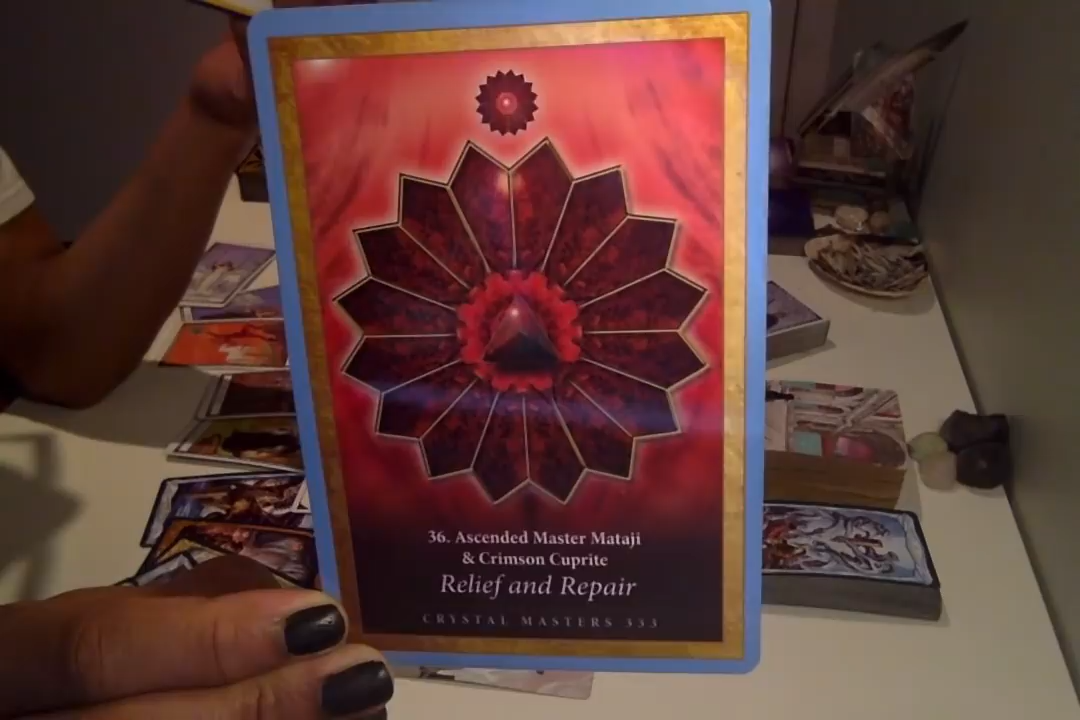 36. Ascended Master Mataji
& Crimson Cuprite
Relief and Repair
CRYSTAL MASTERS 333